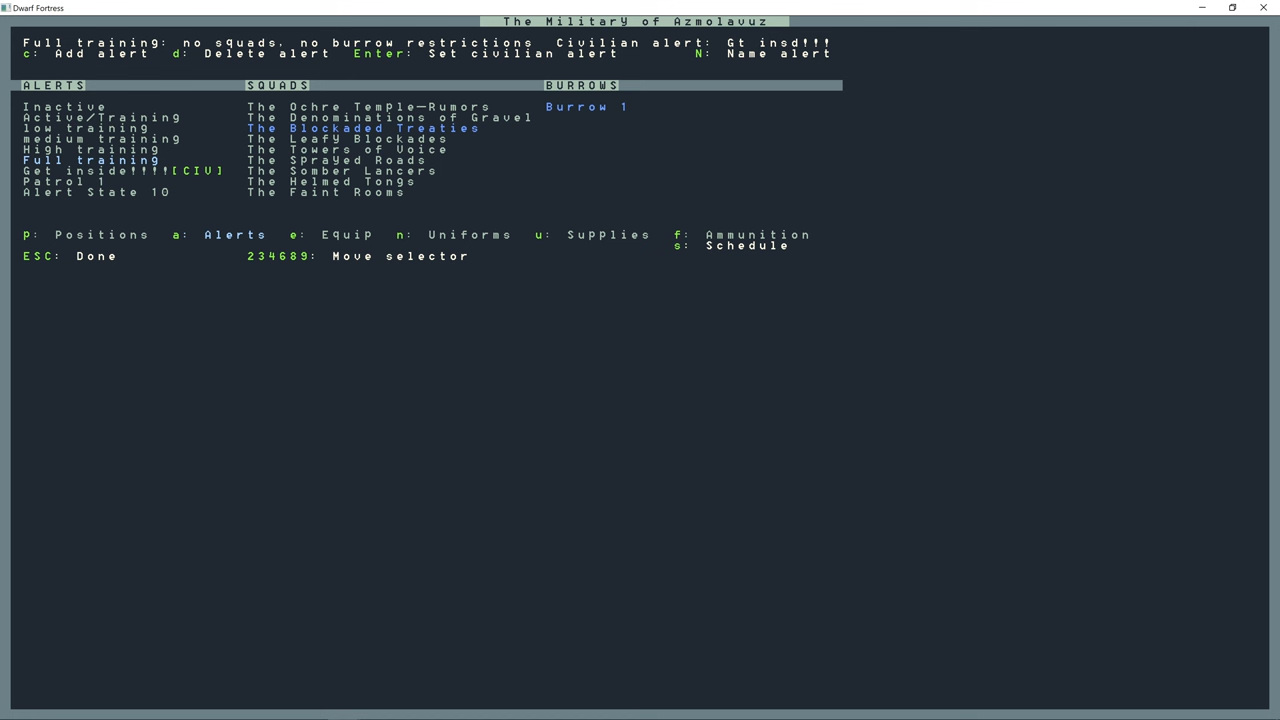 Dwarf Fortress
The Military of Azmolavuz
Full training: no squads, no burrow restrictions Civilian alert: Gt insd!!!
c: Add alert d: Delete alert Enter: Set civilian alert N: Name alert
ALERTS SQUADS BURROWS
Inactive The Ochre Temple—Rumors Burrow 1
Active/Training The Denominations of Gravel
low training The Blockaded Treaties
medium training The Leafy Blockades
High training The Towers of Voice
Full training The Sprayed Roads
Get inside!!!![CIV] The Somber Lancers
Patrol 1 The Helmed Tongs
Alert State 10 The Faint Rooms
p: Positions a: Alerts e: Equip n: Uniforms u: Supplies f: Ammunition
s: Schedule
ESC: Done 234689: Move selector